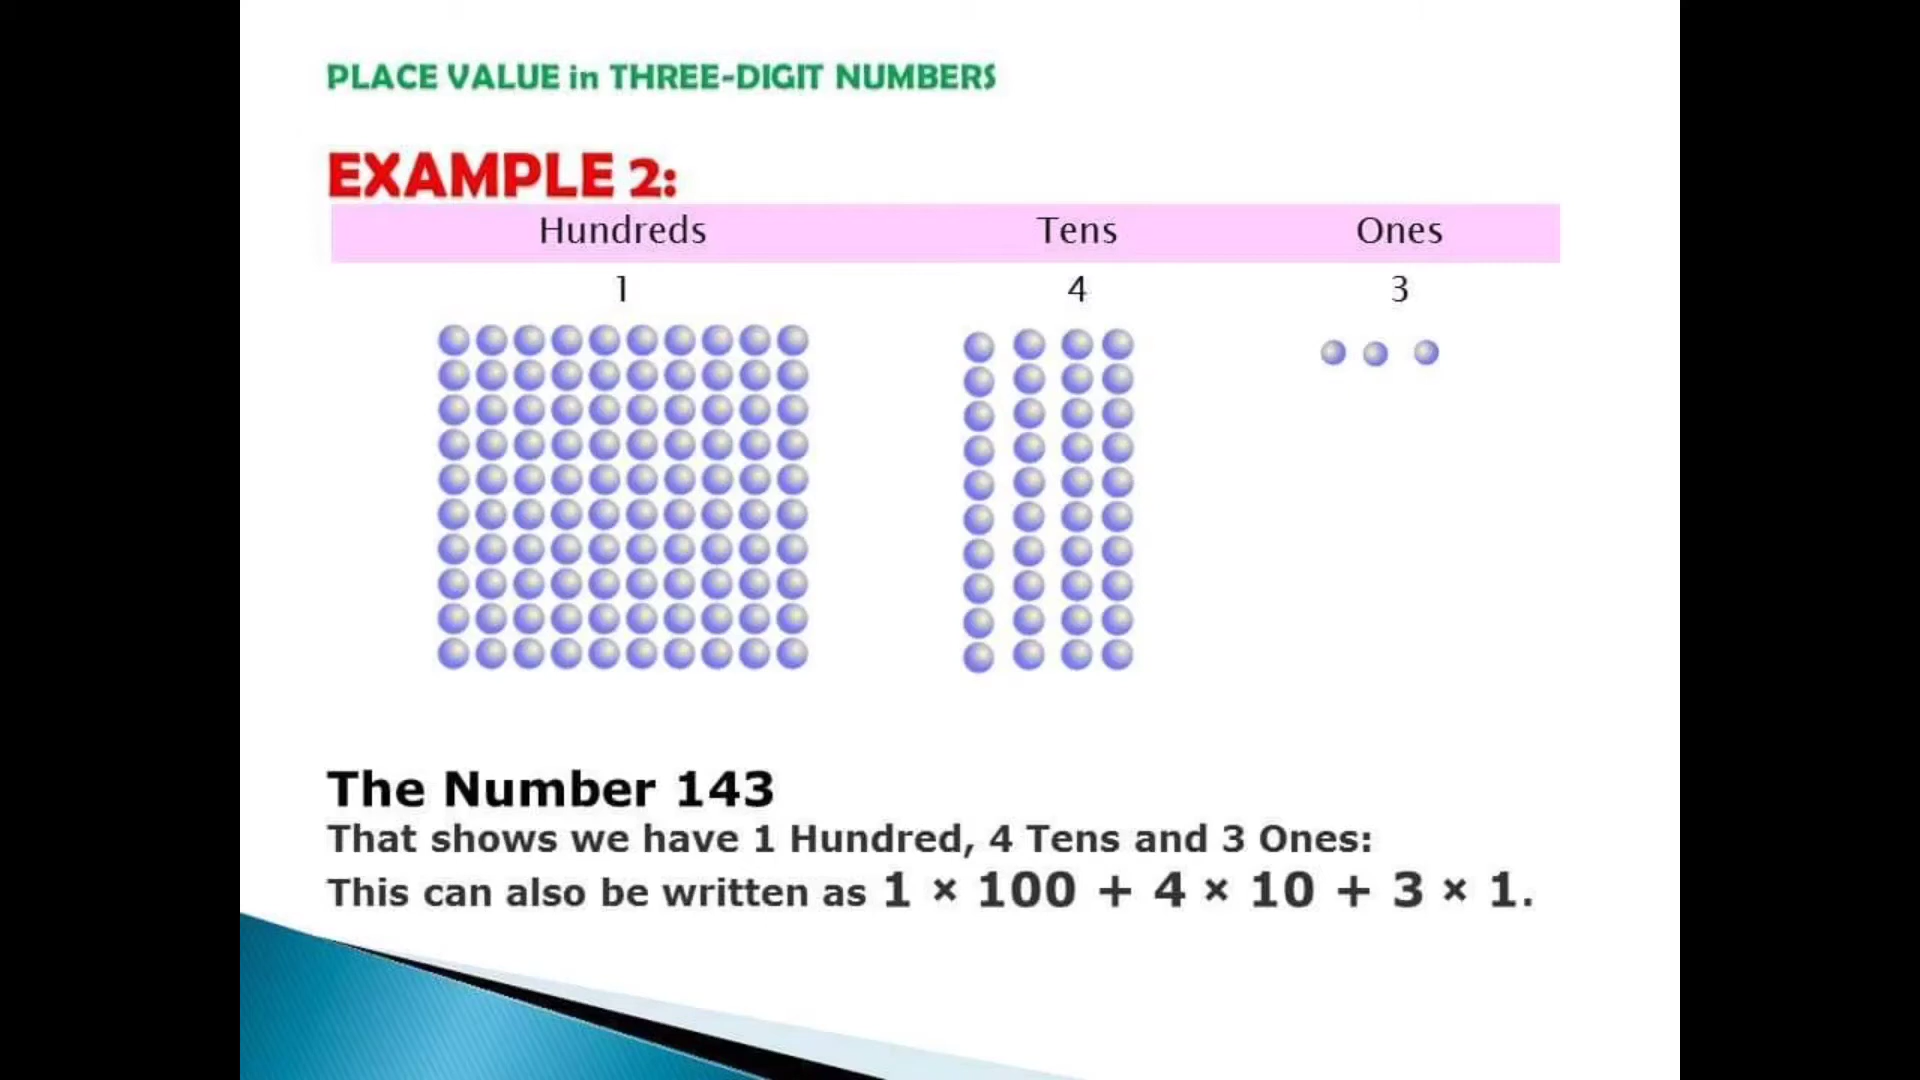 PLACE VALUE in THREE-DIGIT NUMBERS
EXAMPLE 2:
Hundreds Tens Ones
1 4 3
The Number 143
That shows we have 1 Hundred, 4 Tens and 3 Ones:
This can also be written as 1 × 100 + 4 × 10 + 3 × 1.